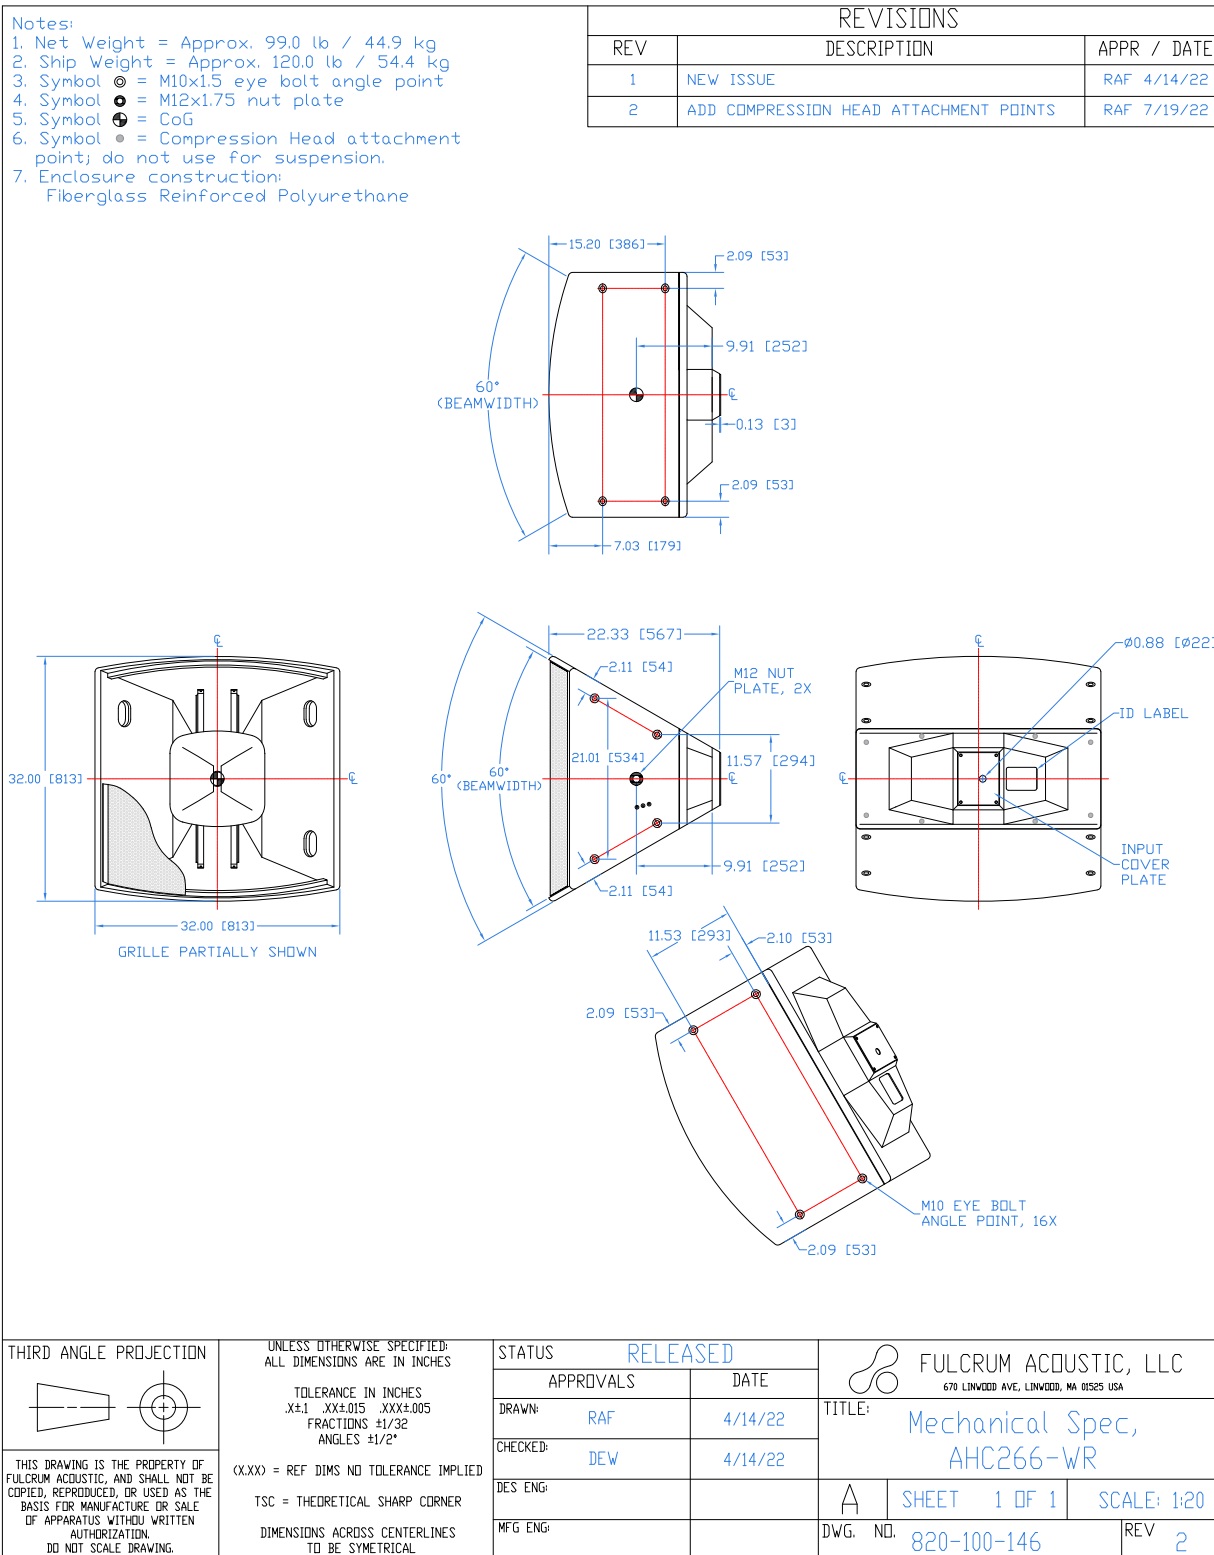 Notes:
1. Net Weight = Approx. 99.0 lb / 44.9 kg
2. Ship Weight = Approx. 120.0 lb / 54.4 kg
3. Symbol = M10x1.5 eye bolt angle point
4. Symbol = M12x1.75 nut plate
5. Symbol = CoG
6. Symbol = Compression Head attachment
point; do not use for suspension.
7. Enclosure construction:
Fiberglass Reinforced Polyurethane
REVISIONS
REV DESCRIPTION APPR / DATE
1 NEW ISSUE RAF 4/14/22
2 ADD COMPRESSION HEAD ATTACHMENT POINTS RAF 7/19/22
15.20 [386]
2.09 [53]
9.91 [252]
60°
(BEAMWIDTH)
℄
0.13 [3]
2.09 [53]
7.03 [179]
℄
32.00 [813]
℄
32.00 [813]
GRILLE PARTIALLY SHOWN
22.33 [567]
2.11 [54]
M12 NUT
PLATE, 2X
21.01 [534]
11.57 [294]
60°
60°
(BEAMWIDTH)
℄
9.91 [252]
2.11 [54]
℄
Ø0.88 [Ø22]
ID LABEL
℄
INPUT
COVER
PLATE
11.53 [293]
2.10 [53]
2.09 [53]
M10 EYE BOLT
ANGLE POINT, 16X
2.09 [53]
THIRD ANGLE PROJECTION
THIS DRAWING IS THE PROPERTY OF
FULCRUM ACOUSTIC, AND SHALL NOT BE
COPIED, REPRODUCED, OR USED AS THE
BASIS FOR MANUFACTURE OR SALE
OF APPARATUS WITHOU WRITTEN
AUTHORIZATION.
DO NOT SCALE DRAWING.
UNLESS OTHERWISE SPECIFIED:
ALL DIMENSIONS ARE IN INCHES
TOLERANCE IN INCHES
.X±.1 .XX±.015 .XXX±.005
FRACTIONS ±1/32
ANGLES ±1/2°
(X.XX) = REF DIMS NO TOLERANCE IMPLIED
TSC = THEORETICAL SHARP CORNER
DIMENSIONS ACROSS CENTERLINES
TO BE SYMETRICAL
STATUS RELEASED
APPROVALS DATE
DRAWN: RAF 4/14/22
CHECKED: DEW 4/14/22
DES ENG:
MFG ENG:
FULCRUM ACOUSTIC, LLC
670 LINWOOD AVE, LINWOOD, MA 01525 USA
TITLE:
Mechanical Spec,
AHC266-WR
A SHEET 1 OF 1 SCALE: 1:20
DWG. NO. 820-100-146 REV 2